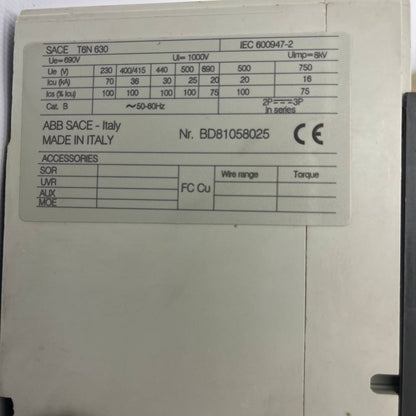 SACE T6N 630 IEC 600947-2
Ue=690V Ui=1000V Uimp=8kV
Ue (V) 230 400/415 440 500 690 500 750
Icu (kA) 70 36 30 25 20 20 16
Ics (% Icu) 100 100 100 100 75 100 75
Cat. B ~50-60Hz 2P 3P
in series
ABB SACE - Italy
MADE IN ITALY Nr. BD81058025 CE
ACCESSORIES
SOR FC Cu Wire range Torque
UVR
AUX
MOE